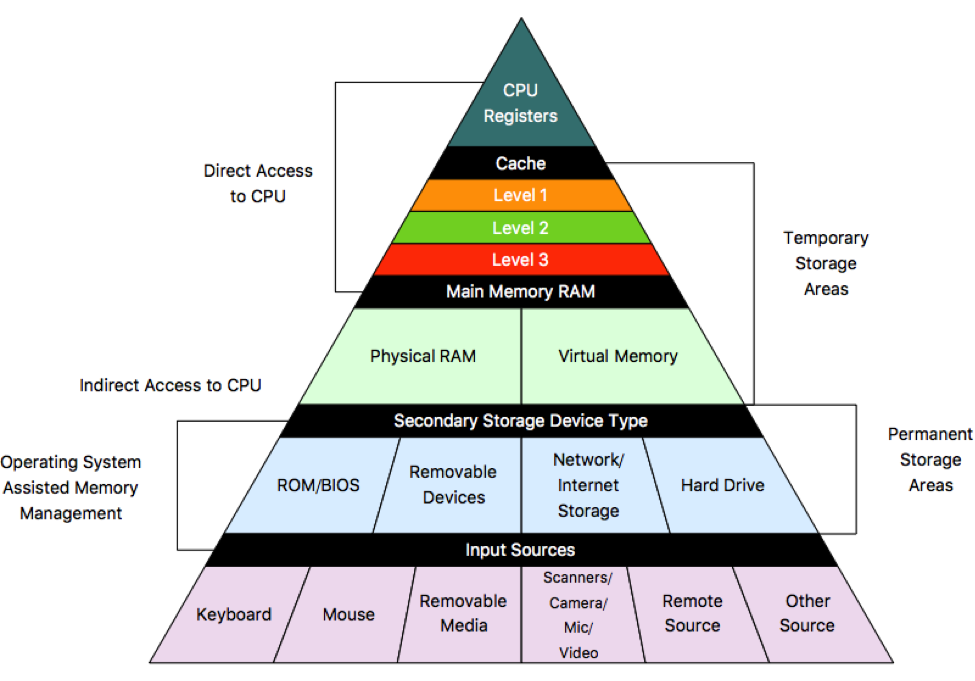 CPU
Registers
Cache
Direct Access
to CPU
Level 1
Level 2
Level 3
Temporary
Storage
Areas
Main Memory RAM
Physical RAM
Virtual Memory
Indirect Access to CPU
Secondary Storage Device Type
Permanent
Storage
Areas
Operating System
Assisted Memory
Management
ROM/BIOS
Removable
Devices
Network/
Internet
Storage
Hard Drive
Input Sources
Keyboard
Mouse
Removable
Media
Scanners/
Camera/
Mic/
Video
Remote
Source
Other
Source